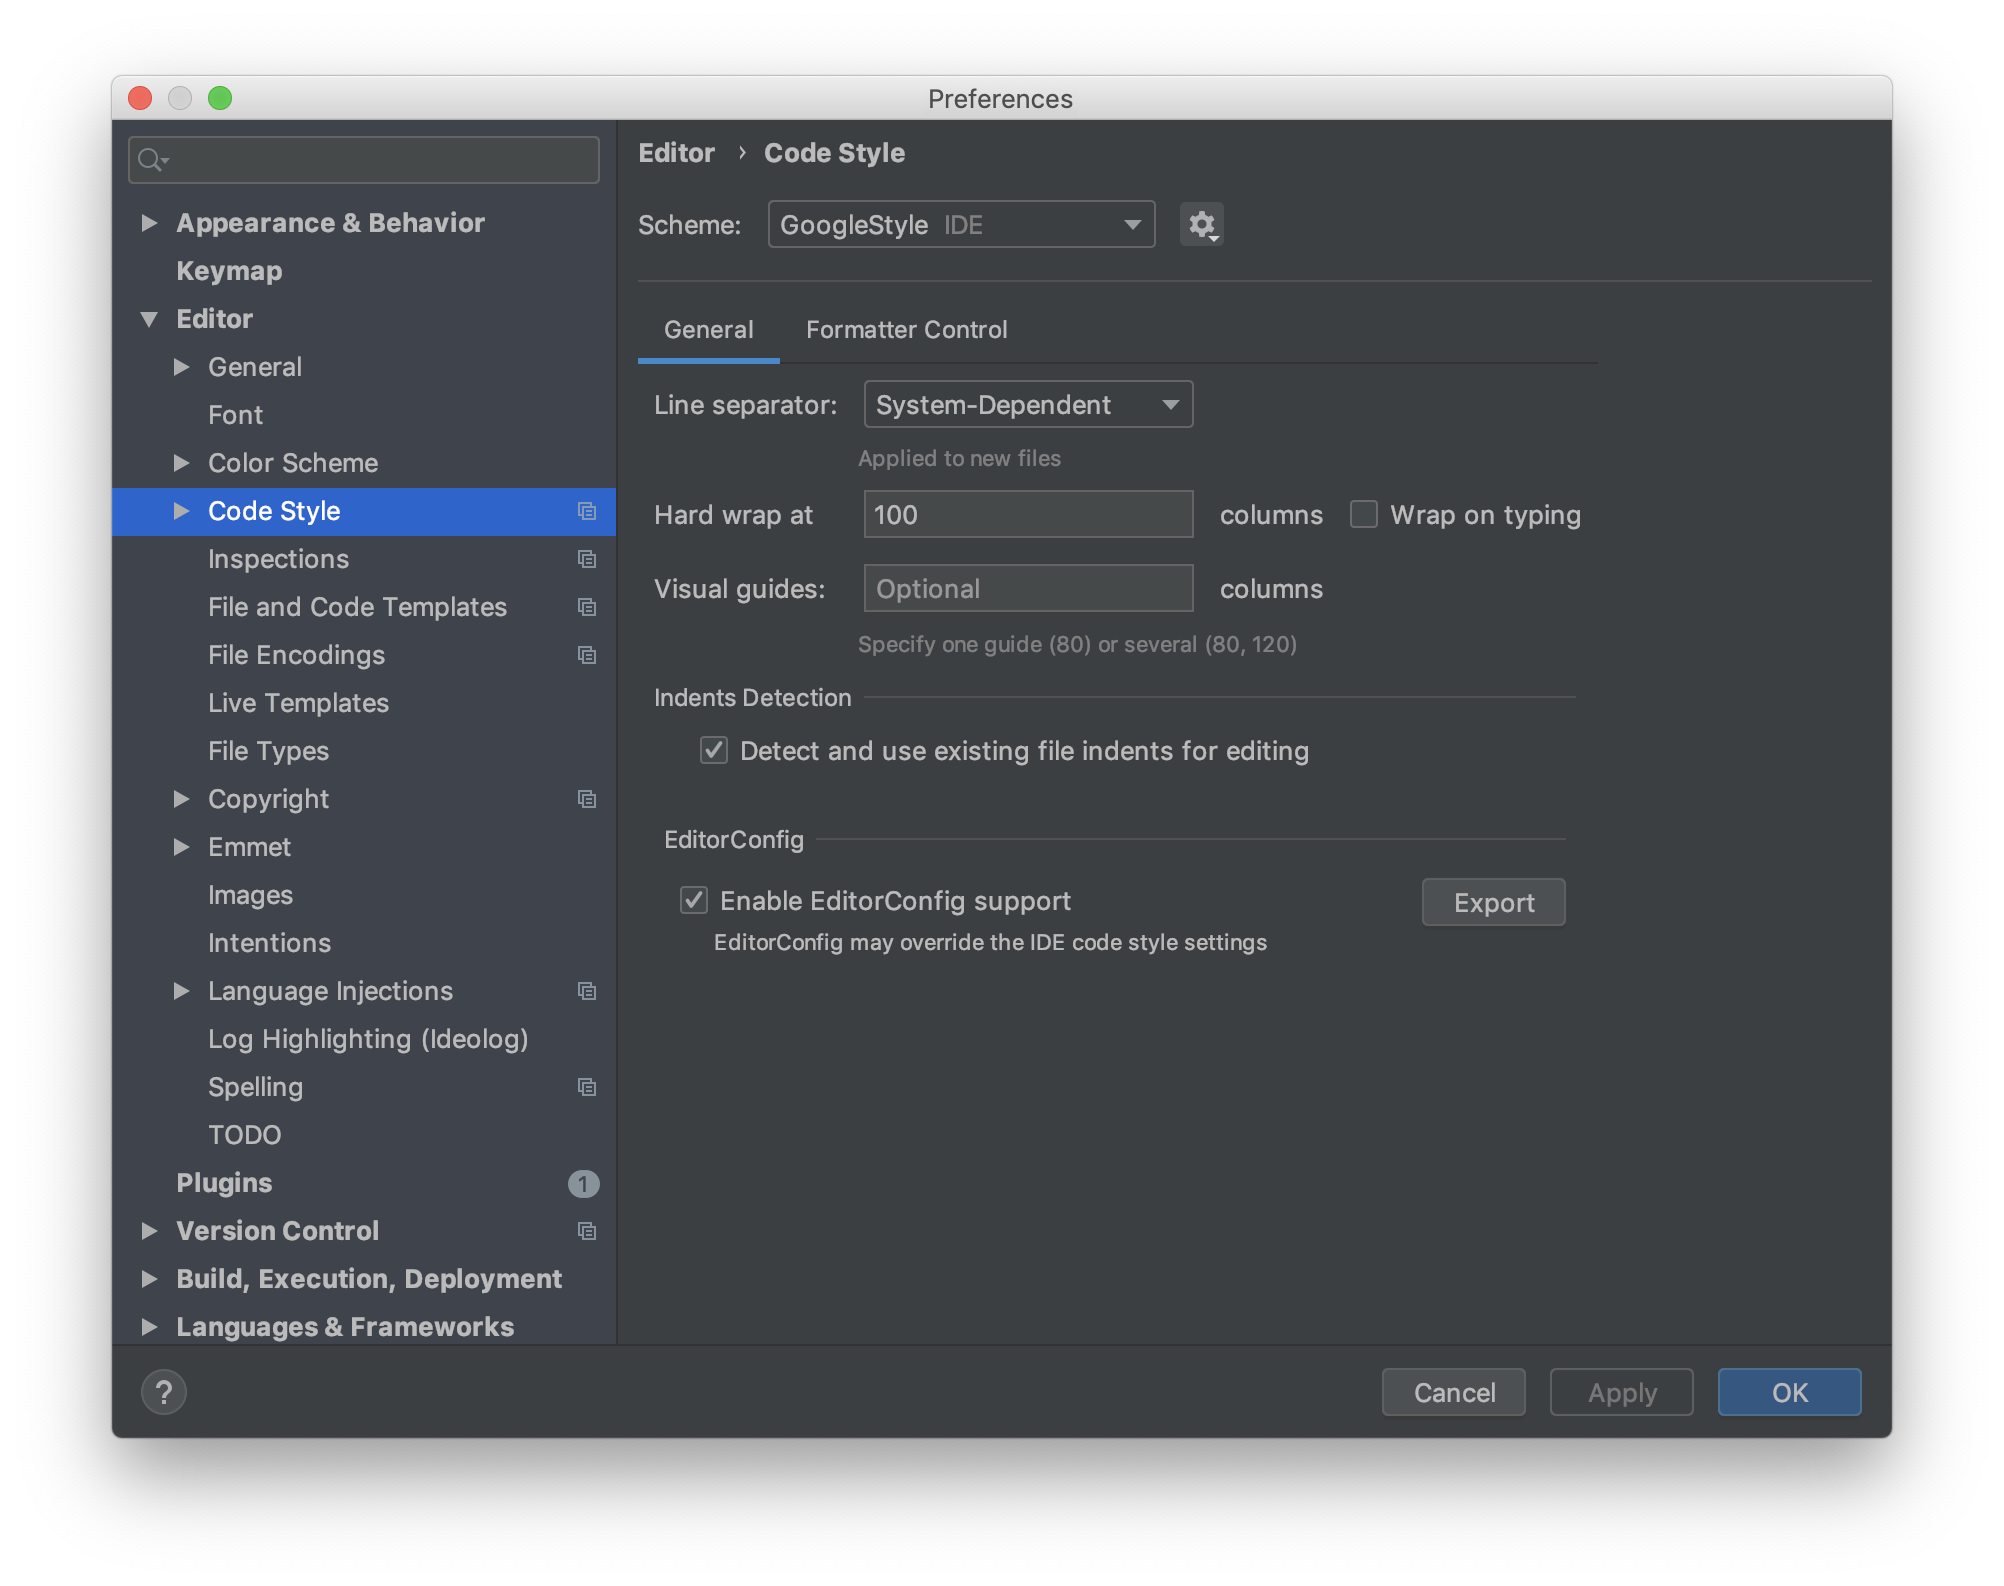 Preferences
Appearance & Behavior
Keymap
Editor
General
Font
Color Scheme
Code Style
Inspections
File and Code Templates
File Encodings
Live Templates
File Types
Copyright
Emmet
Images
Intentions
Language Injections
Log Highlighting (Ideolog)
Spelling
TODO
Plugins 1
Version Control
Build, Execution, Deployment
Languages & Frameworks
Editor › Code Style
Scheme: GoogleStyle IDE
General Formatter Control
Line separator: System-Dependent
Applied to new files
Hard wrap at 100 columns Wrap on typing
Visual guides: Optional columns
Specify one guide (80) or several (80, 120)
Indents Detection
Detect and use existing file indents for editing
EditorConfig
Enable EditorConfig support Export
EditorConfig may override the IDE code style settings
? Cancel Apply OK